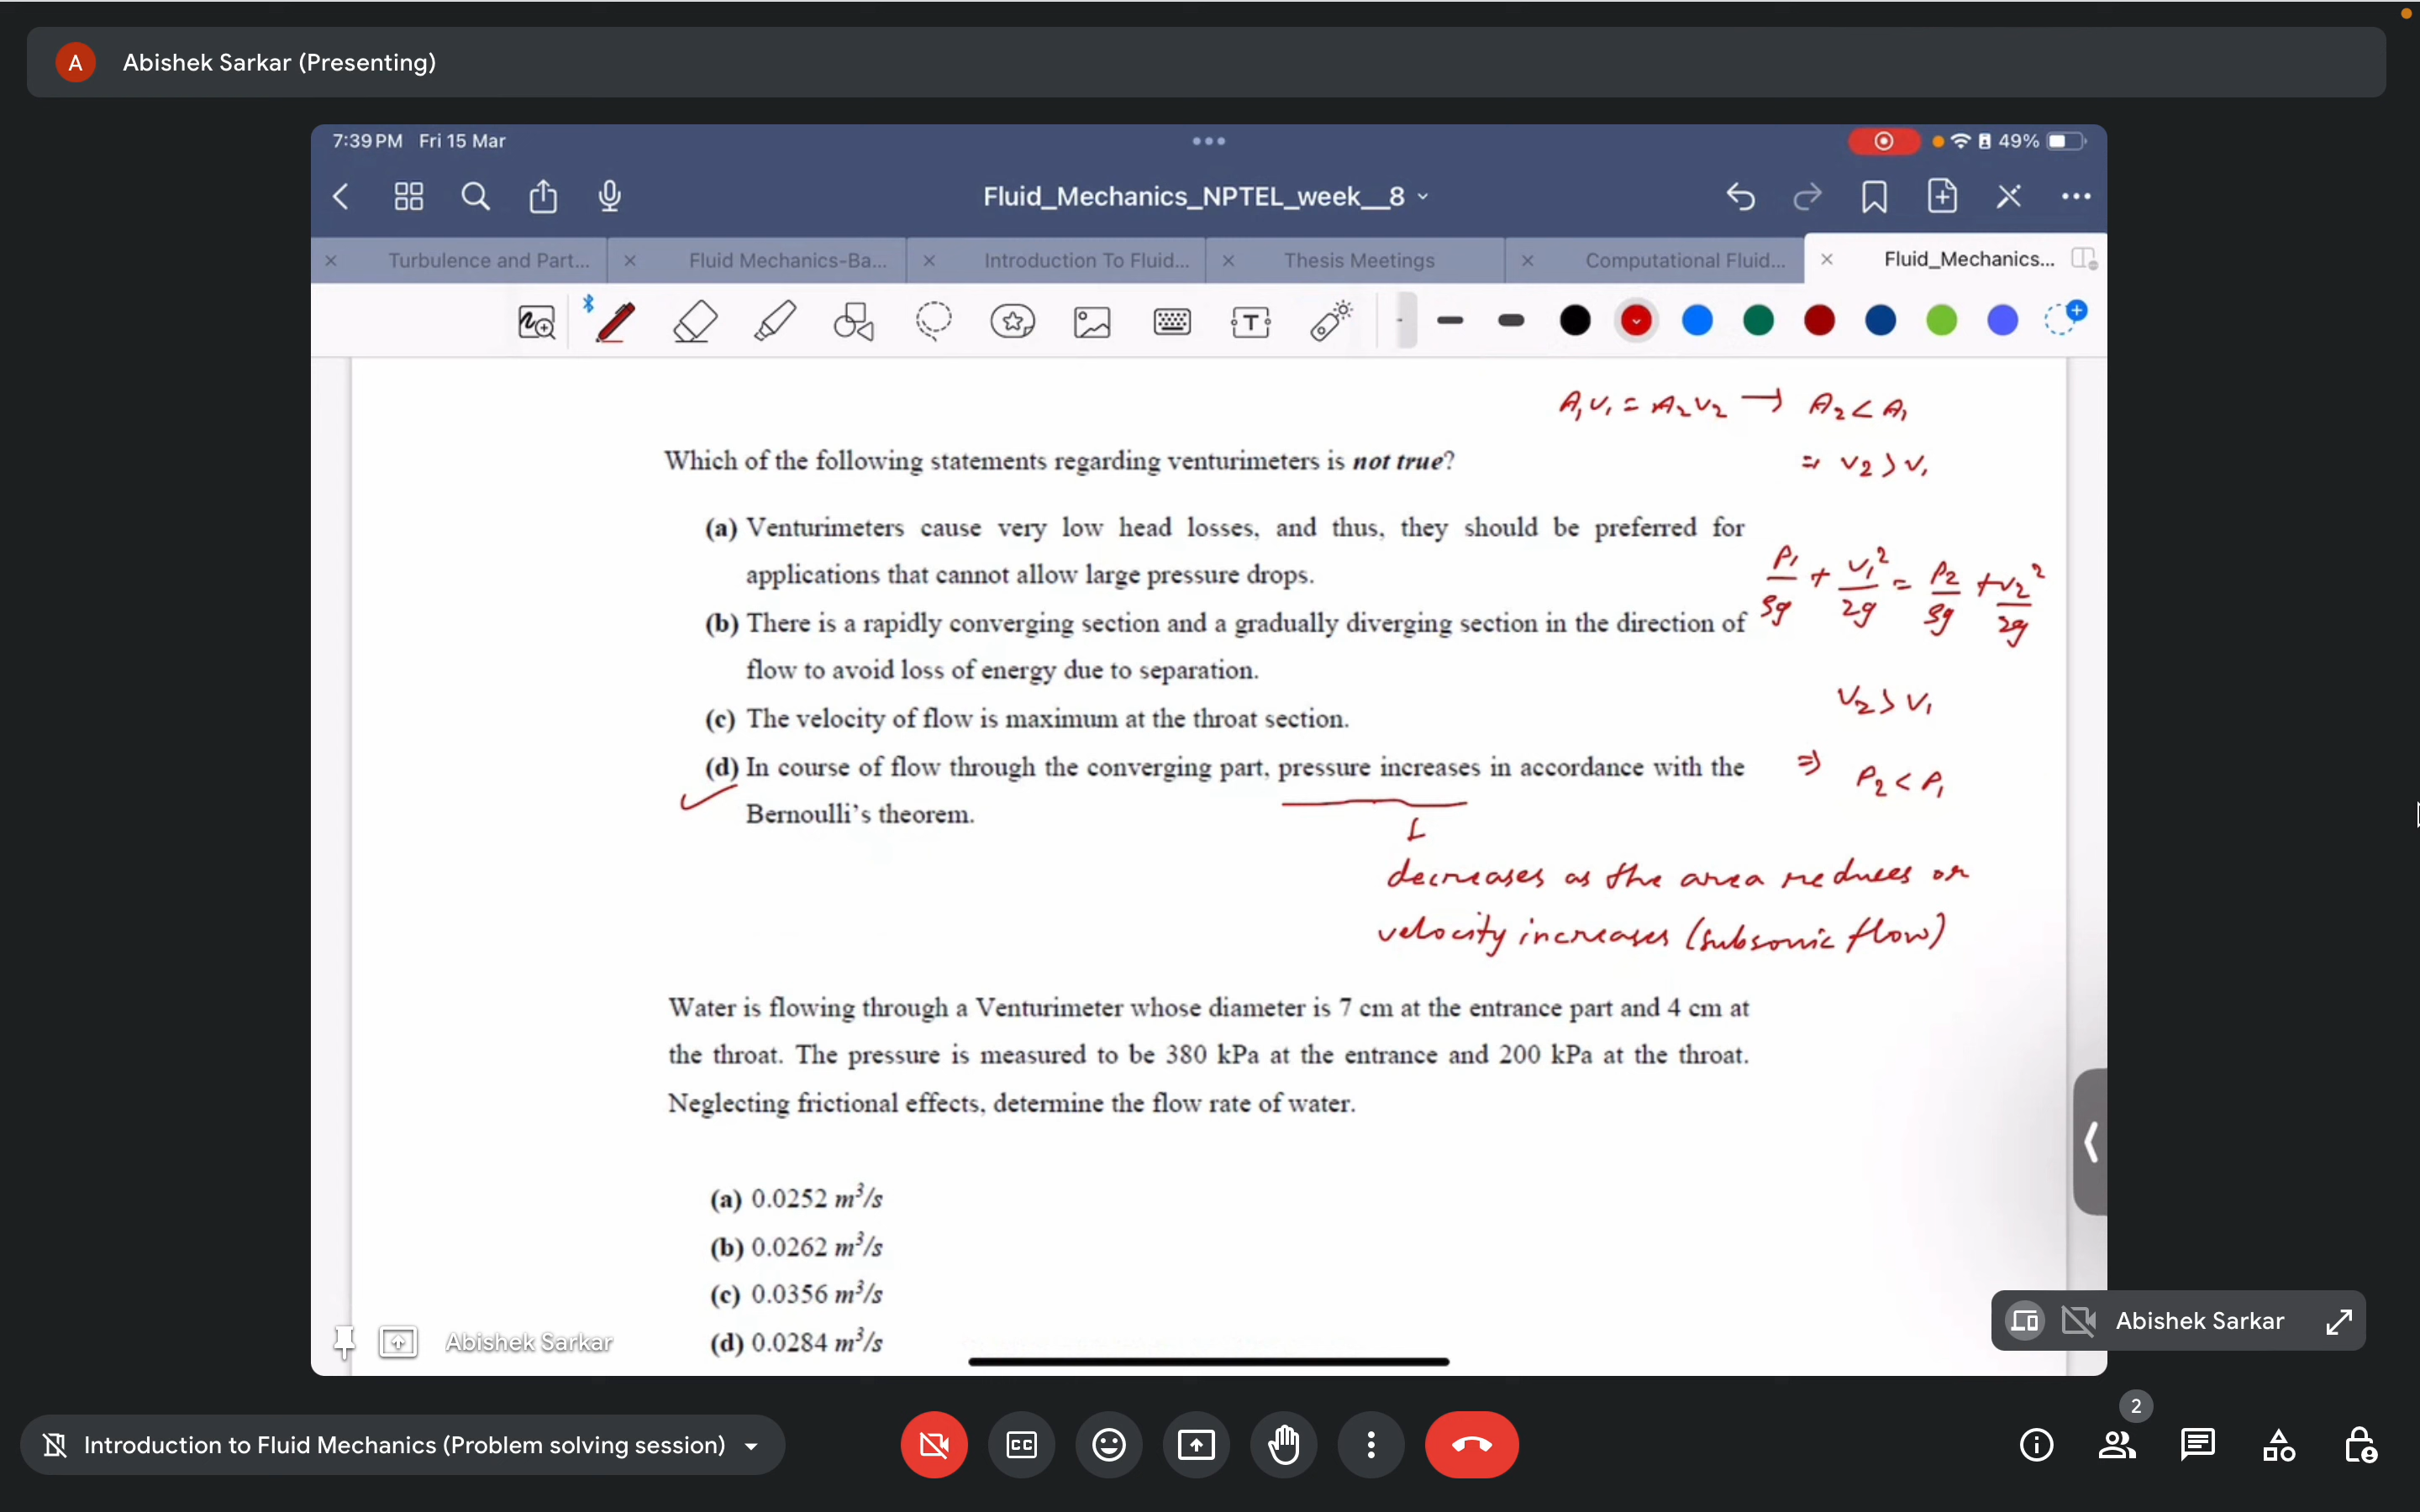 A Abishek Sarkar (Presenting)
7:39 PM Fri 15 Mar
49%
Fluid_Mechanics_NPTEL_week__8
Turbulence and Part...
Fluid Mechanics-Ba...
Introduction To Fluid...
Thesis Meetings
Computational Fluid...
Fluid_Mechanics...
A₁v₁ = A₂v₂ → A₂ < A₁
⇒ v₂ > v₁
Which of the following statements regarding venturimeters is not true?
(a) Venturimeters cause very low head losses, and thus, they should be preferred for
applications that cannot allow large pressure drops.
P₁/ρg + v₁²/2g = P₂/ρg + v₂²/2g
(b) There is a rapidly converging section and a gradually diverging section in the direction of
flow to avoid loss of energy due to separation.
(c) The velocity of flow is maximum at the throat section.
v₂ > v₁
(d) In course of flow through the converging part, pressure increases in accordance with the
Bernoulli’s theorem.
⇒ P₂ < P₁
decreases as the area reduces or
velocity increases (subsonic flow)
Water is flowing through a Venturimeter whose diameter is 7 cm at the entrance part and 4 cm at
the throat. The pressure is measured to be 380 kPa at the entrance and 200 kPa at the throat.
Neglecting frictional effects, determine the flow rate of water.
(a) 0.0252 m³/s
(b) 0.0262 m³/s
(c) 0.0356 m³/s
(d) 0.0284 m³/s
Abishek Sarkar
Abishek Sarkar
2
Introduction to Fluid Mechanics (Problem solving session)
CC